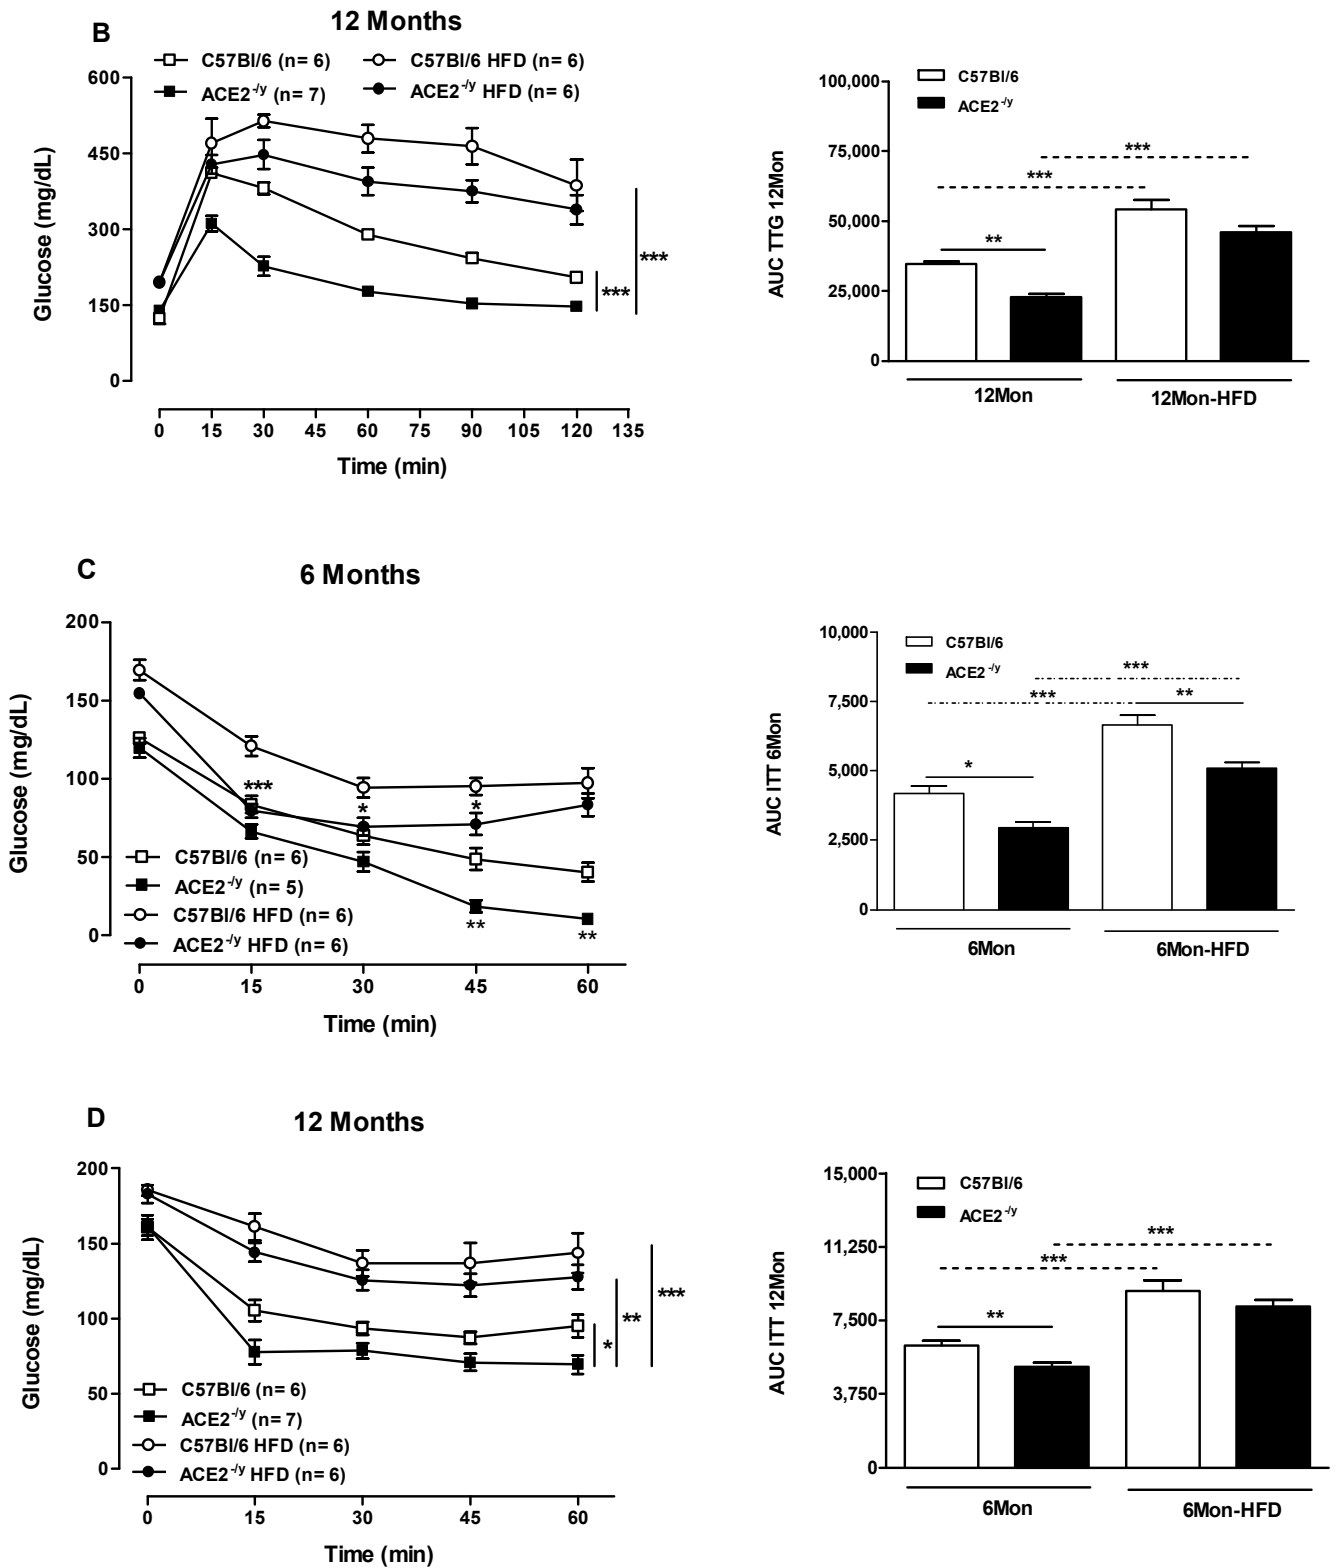 B
12 Months
C57Bl/6 (n= 6)
C57Bl/6 HFD (n= 6)
ACE2-/y (n= 7)
ACE2-/y HFD (n= 6)
Glucose (mg/dL)
600
450
300
150
0
***
***
0 15 30 45 60 75 90 105 120 135
Time (min)
C57Bl/6
ACE2-/y
AUC TTG 12Mon
100,000
75,000
50,000
25,000
0
***
***
**
12Mon
12Mon-HFD
C
6 Months
Glucose (mg/dL)
200
150
100
50
0
***
*
*
**
**
C57Bl/6 (n= 6)
ACE2-/y (n= 5)
C57Bl/6 HFD (n= 6)
ACE2-/y HFD (n= 6)
0 15 30 45 60
Time (min)
C57Bl/6
ACE2-/y
AUC ITT 6Mon
10,000
7,500
5,000
2,500
0
***
***
**
*
6Mon
6Mon-HFD
D
12 Months
Glucose (mg/dL)
200
150
100
50
0
***
**
*
C57Bl/6 (n= 6)
ACE2-/y (n= 7)
C57Bl/6 HFD (n= 6)
ACE2-/y HFD (n= 6)
0 15 30 45 60
Time (min)
C57Bl/6
ACE2-/y
AUC ITT 12Mon
15,000
11,250
7,500
3,750
0
***
***
**
6Mon
6Mon-HFD